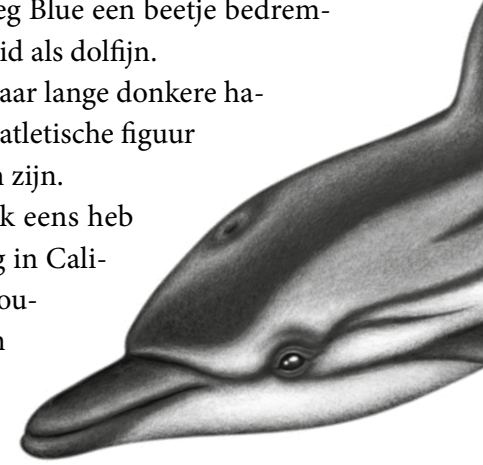 eg Blue een beetje bedrem-
id als dolfijn.
aar lange donkere ha-
atletische figuur
zijn.
k eens heb
in Cali-
ou-